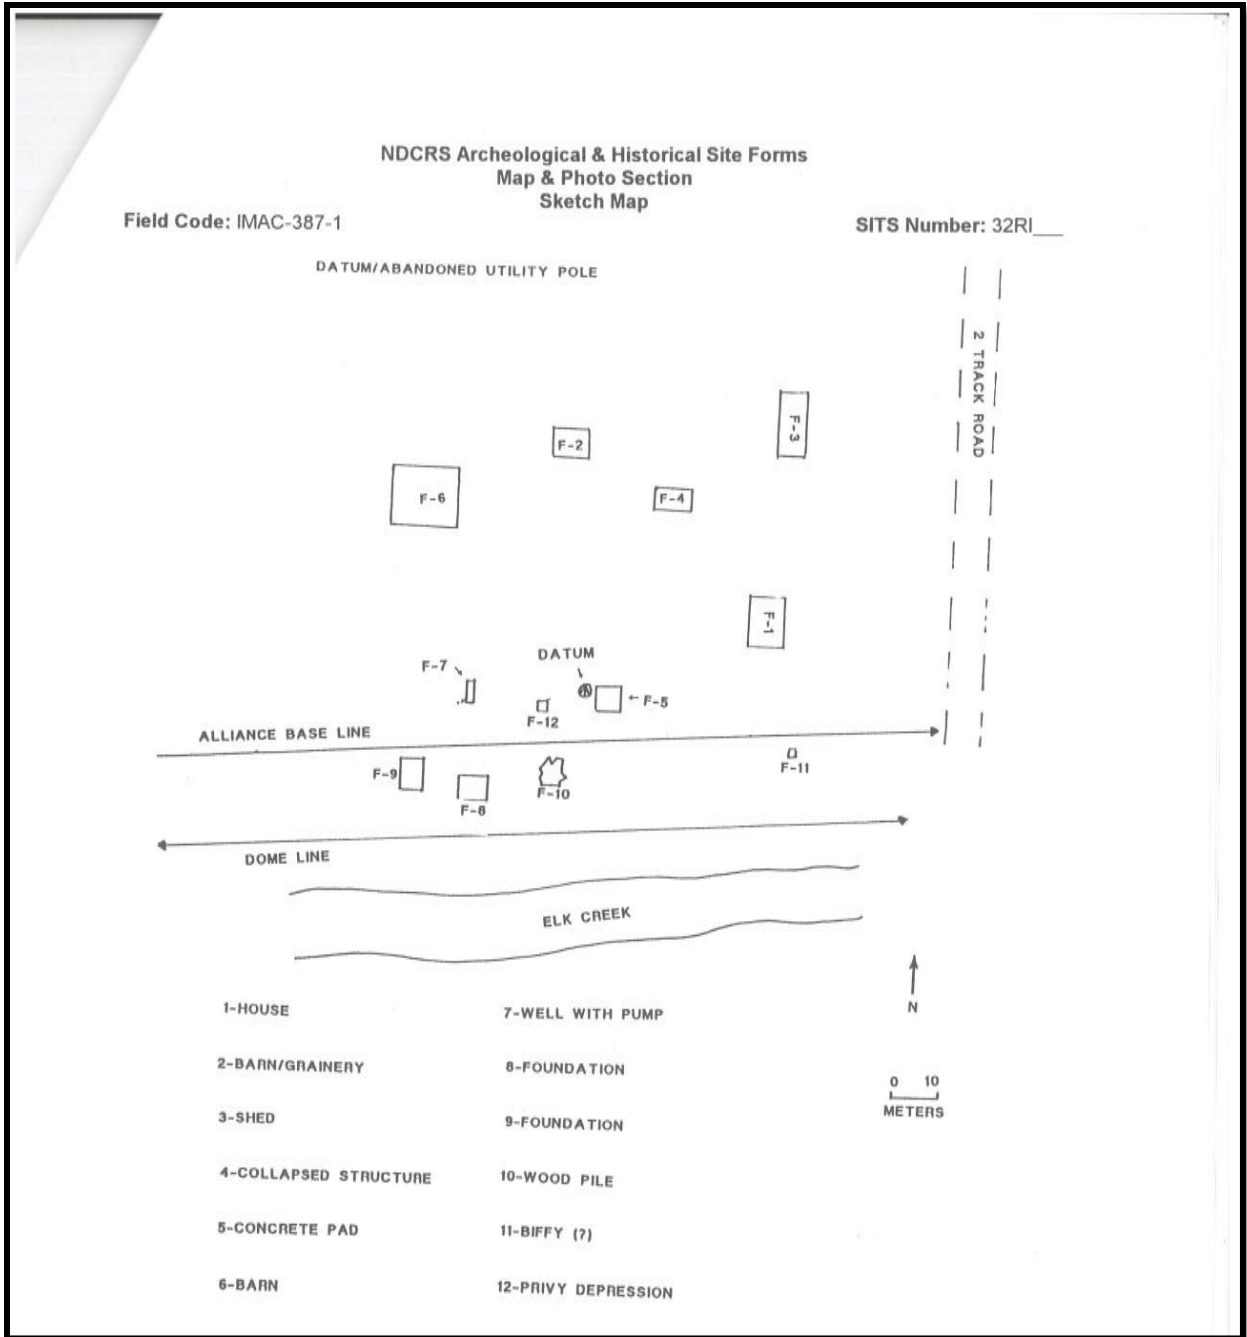 NDCRS Archeological & Historical Site Forms
Map & Photo Section
Sketch Map
Field Code: IMAC-387-1
SITS Number: 32RI___
DATUM/ABANDONED UTILITY POLE
2 TRACK ROAD
F-3
F-2
F-6
F-4
F-1
DATUM
F-7
F-5
F-12
ALLIANCE BASE LINE
F-11
F-9
F-10
F-8
DOME LINE
ELK CREEK
N
1-HOUSE
7-WELL WITH PUMP
2-BARN/GRAINERY
8-FOUNDATION
0 10
METERS
3-SHED
9-FOUNDATION
4-COLLAPSED STRUCTURE
10-WOOD PILE
5-CONCRETE PAD
11-BIFFY (?)
6-BARN
12-PRIVY DEPRESSION